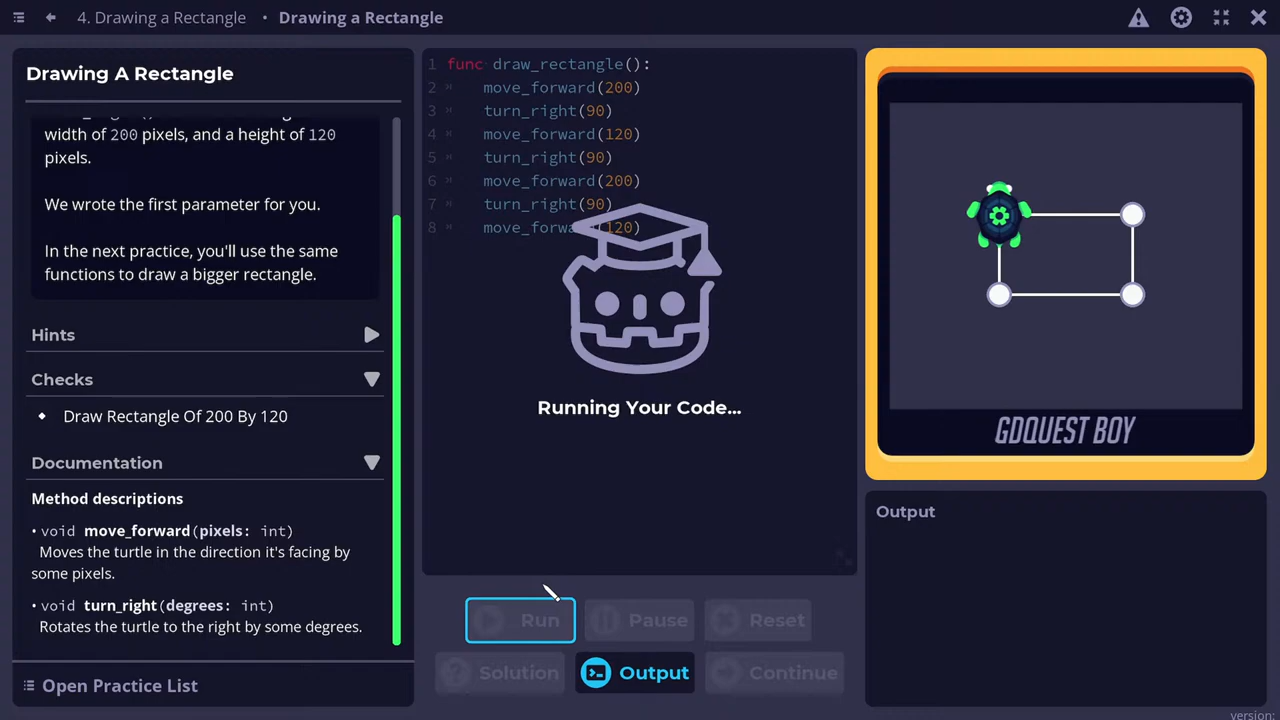 4. Drawing a Rectangle • Drawing a Rectangle
Drawing A Rectangle
width of 200 pixels, and a height of 120
pixels.
We wrote the first parameter for you.
In the next practice, you'll use the same
functions to draw a bigger rectangle.
Hints
Checks
Draw Rectangle Of 200 By 120
Documentation
Method descriptions
• void move_forward(pixels: int)
Moves the turtle in the direction it's facing by
some pixels.
• void turn_right(degrees: int)
Rotates the turtle to the right by some degrees.
Open Practice List
1 func draw_rectangle():
2 move_forward(200)
3 turn_right(90)
4 move_forward(120)
5 turn_right(90)
6 move_forward(200)
7 turn_right(90)
8 move_forward(120)
Running Your Code...
Run
Pause
Reset
Solution
Output
Continue
GDQUEST BOY
Output
version: